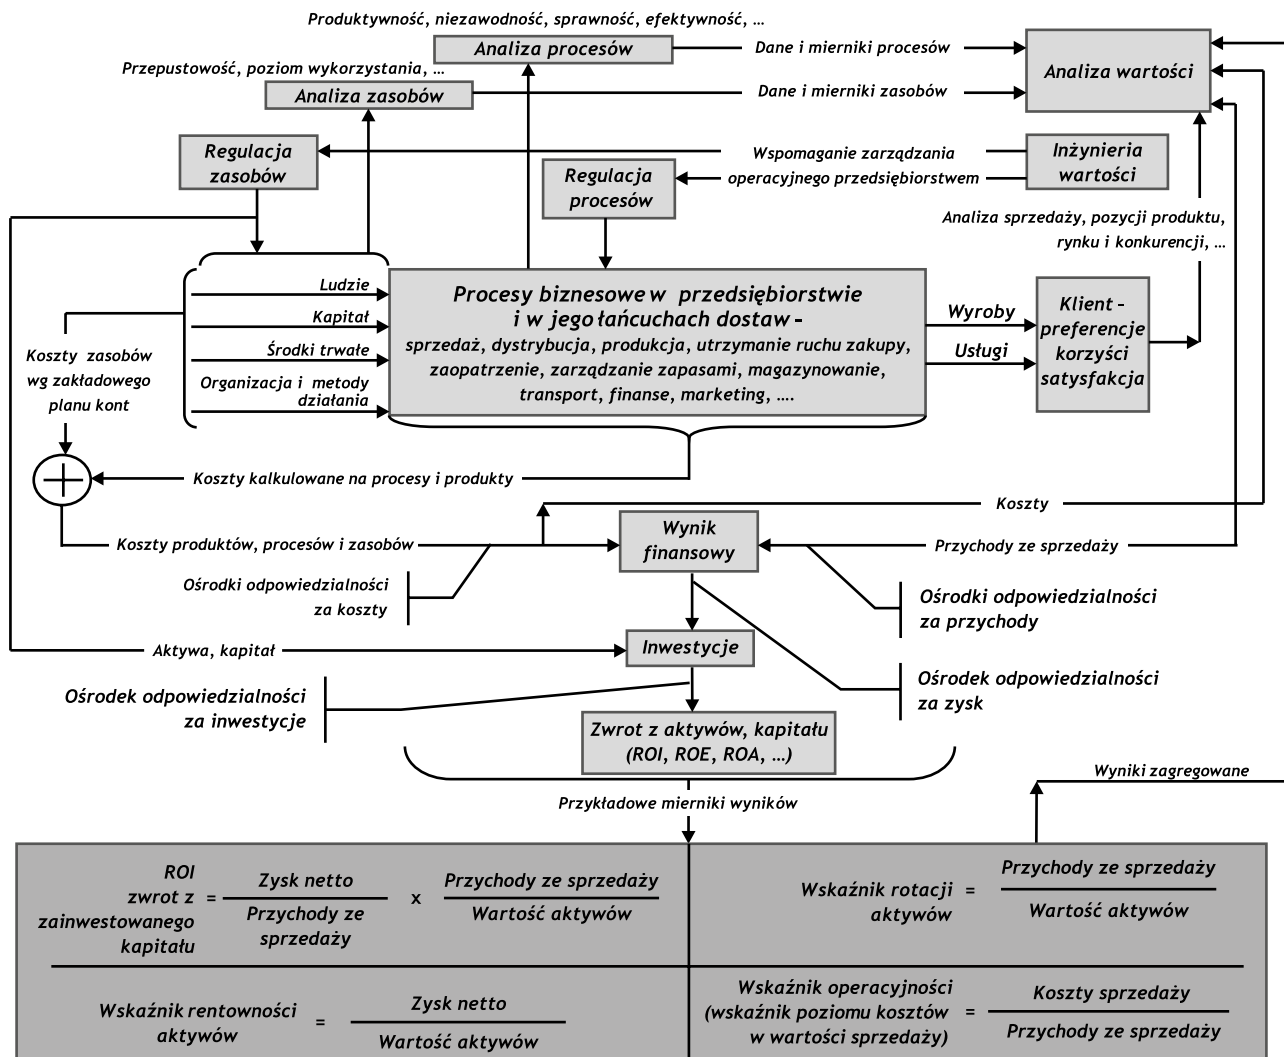 Produktywność, niezawodność, sprawność, efektywność, …
Analiza procesów
Dane i mierniki procesów
Przepustowość, poziom wykorzystania, …
Analiza zasobów
Dane i mierniki zasobów
Analiza wartości
Regulacja
zasobów
Wspomaganie zarządzania
operacyjnego przedsiębiorstwem
Inżynieria
wartości
Regulacja
procesów
Analiza sprzedaży, pozycji produktu,
rynku i konkurencji, …
Ludzie
Kapitał
Środki trwałe
Organizacja i metody
działania
Procesy biznesowe w przedsiębiorstwie
i w jego łańcuchach dostaw –
sprzedaż, dystrybucja, produkcja, utrzymanie ruchu zakupy,
zaopatrzenie, zarządzanie zapasami, magazynowanie,
transport, finanse, marketing, ….
Wyroby
Usługi
Klient –
preferencje
korzyści
satysfakcja
Koszty zasobów
wg zakładowego
planu kont
Koszty kalkulowane na procesy i produkty
Koszty
Koszty produktów, procesów i zasobów
Wynik
finansowy
Przychody ze sprzedaży
Ośrodki odpowiedzialności
za koszty
Ośrodki odpowiedzialności
za przychody
Aktywa, kapitał
Inwestycje
Ośrodek odpowiedzialności
za inwestycje
Ośrodek odpowiedzialności
za zysk
Zwrot z aktywów, kapitału
(ROI, ROE, ROA, …)
Wyniki zagregowane
Przykładowe mierniki wyników
ROI
zwrot z
zainwestowanego
kapitału
=
Zysk netto
Przychody ze
sprzedaży
x
Przychody ze sprzedaży
Wartość aktywów
Wskaźnik rotacji
aktywów
=
Przychody ze sprzedaży
Wartość aktywów
Wskaźnik rentowności
aktywów
=
Zysk netto
Wartość aktywów
Wskaźnik operacyjności
(wskaźnik poziomu kosztów
w wartości sprzedaży)
=
Koszty sprzedaży
Przychody ze sprzedaży